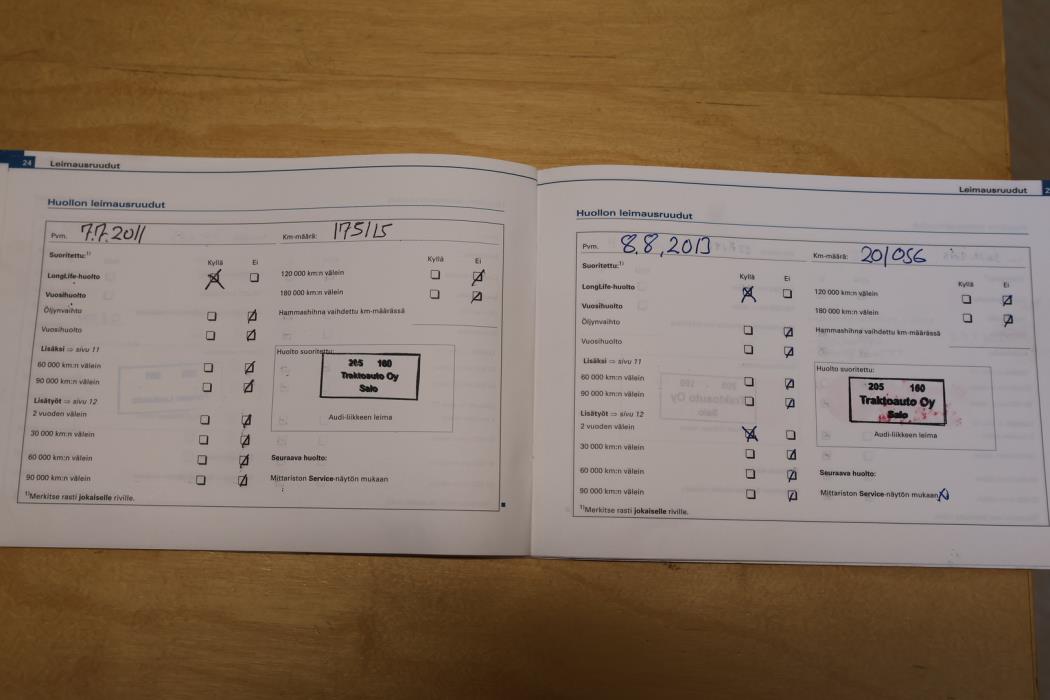 24 Leimausruudut
Huollon leimausruudut
Pvm. 7.7.2011 Km-määrä: 175115
Suoritettu:¹⁾
Kyllä Ei Kyllä Ei
LongLife-huolto 120 000 km:n välein
Vuosihuolto 180 000 km:n välein
Öljynvaihto Hammashihna vaihdettu km-määrässä
Vuosihuolto
Lisäksi ⇒ sivu 11
Huolto suoritettu:
60 000 km:n välein
205 160
Traktoauto Oy
Salo
90 000 km:n välein
Lisätyöt ⇒ sivu 12
2 vuoden välein
Audi-liikkeen leima
30 000 km:n välein
60 000 km:n välein
Seuraava huolto:
90 000 km:n välein
Mittariston Service-näytön mukaan
¹⁾Merkitse rasti jokaiselle riville.
Leimausruudut 2
Huollon leimausruudut
Pvm. 8.8.2013 Km-määrä: 201056
Suoritettu:¹⁾
Kyllä Ei Kyllä Ei
LongLife-huolto 120 000 km:n välein
Vuosihuolto 180 000 km:n välein
Öljynvaihto Hammashihna vaihdettu km-määrässä
Vuosihuolto
Lisäksi ⇒ sivu 11
Huolto suoritettu:
60 000 km:n välein
205 160
Traktoauto Oy
Salo
90 000 km:n välein
Lisätyöt ⇒ sivu 12
2 vuoden välein
Audi-liikkeen leima
30 000 km:n välein
60 000 km:n välein
Seuraava huolto:
90 000 km:n välein
Mittariston Service-näytön mukaan
¹⁾Merkitse rasti jokaiselle riville.